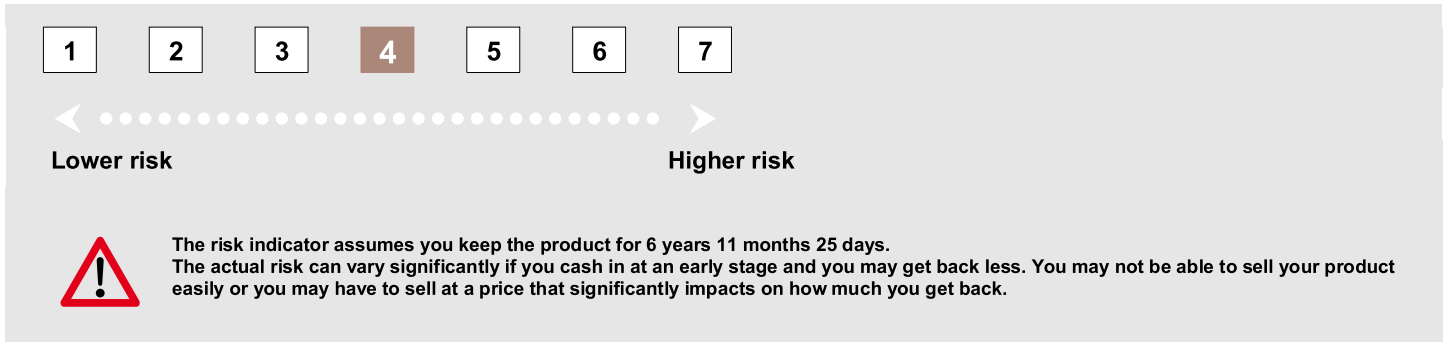 1 2 3 4 5 6 7
Lower risk Higher risk
The risk indicator assumes you keep the product for 6 years 11 months 25 days.
The actual risk can vary significantly if you cash in at an early stage and you may get back less. You may not be able to sell your product
easily or you may have to sell at a price that significantly impacts on how much you get back.